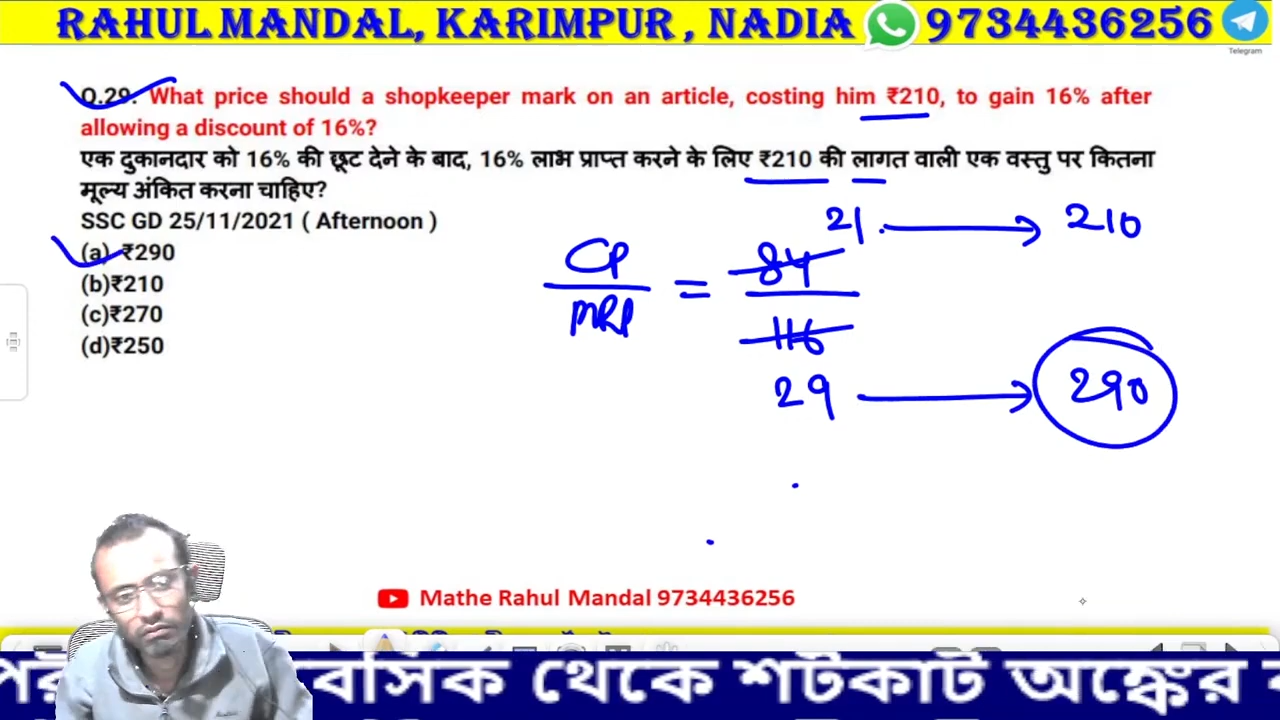 RAHUL MANDAL, KARIMPUR , NADIA 9734436256
Telegram
Q.29. What price should a shopkeeper mark on an article, costing him ₹210, to gain 16% after
allowing a discount of 16%?
एक दुकानदार को 16% की छूट देने के बाद, 16% लाभ प्राप्त करने के लिए ₹210 की लागत वाली एक वस्तु पर कितना
मूल्य अंकित करना चाहिए?
SSC GD 25/11/2021 ( Afternoon )
(a) ₹290
(b)₹210
(c)₹270
(d)₹250
21 → 210
CP = 84
MRP 116
29 → 290
Mathe Rahul Mandal 9734436256
বেসিক থেকে শর্টকাট অঙ্কের